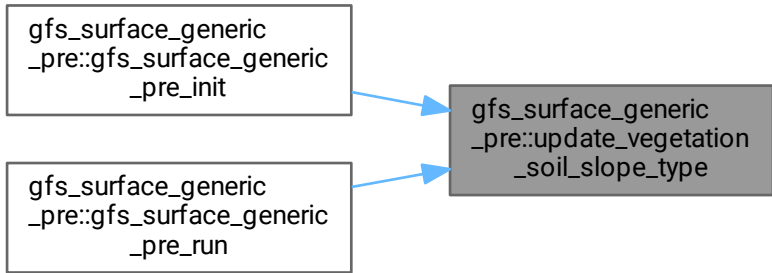 gfs_surface_generic
_pre::gfs_surface_generic
_pre_init
gfs_surface_generic
_pre::update_vegetation
_soil_slope_type
gfs_surface_generic
_pre::gfs_surface_generic
_pre_run